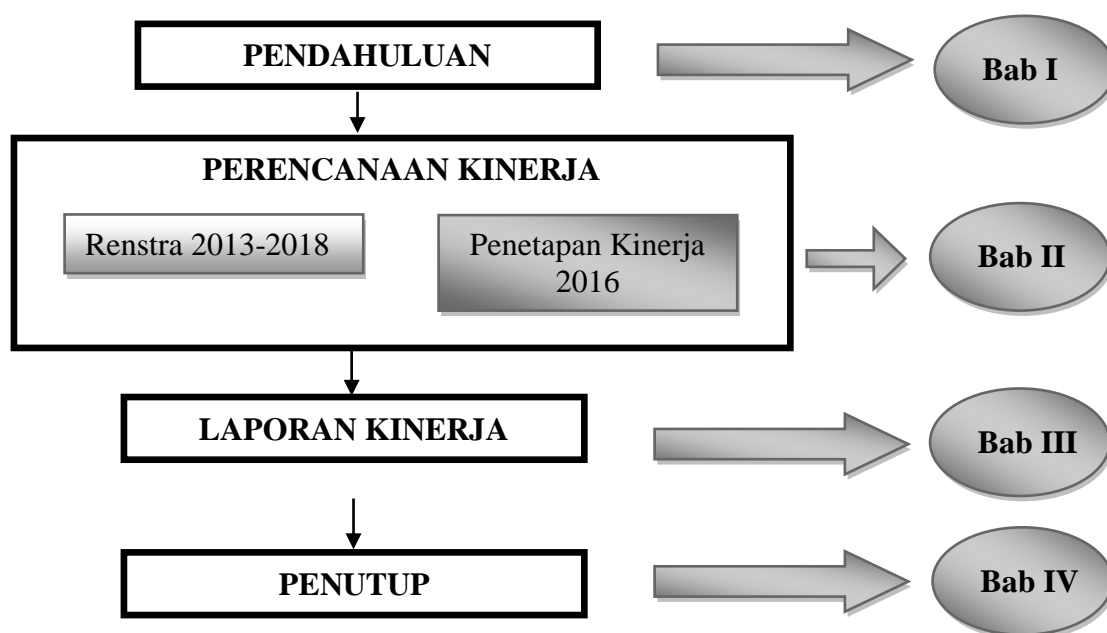 PENDAHULUAN
Bab I
PERENCANAAN KINERJA
Renstra 2013-2018
Penetapan Kinerja
2016
Bab II
LAPORAN KINERJA
Bab III
PENUTUP
Bab IV